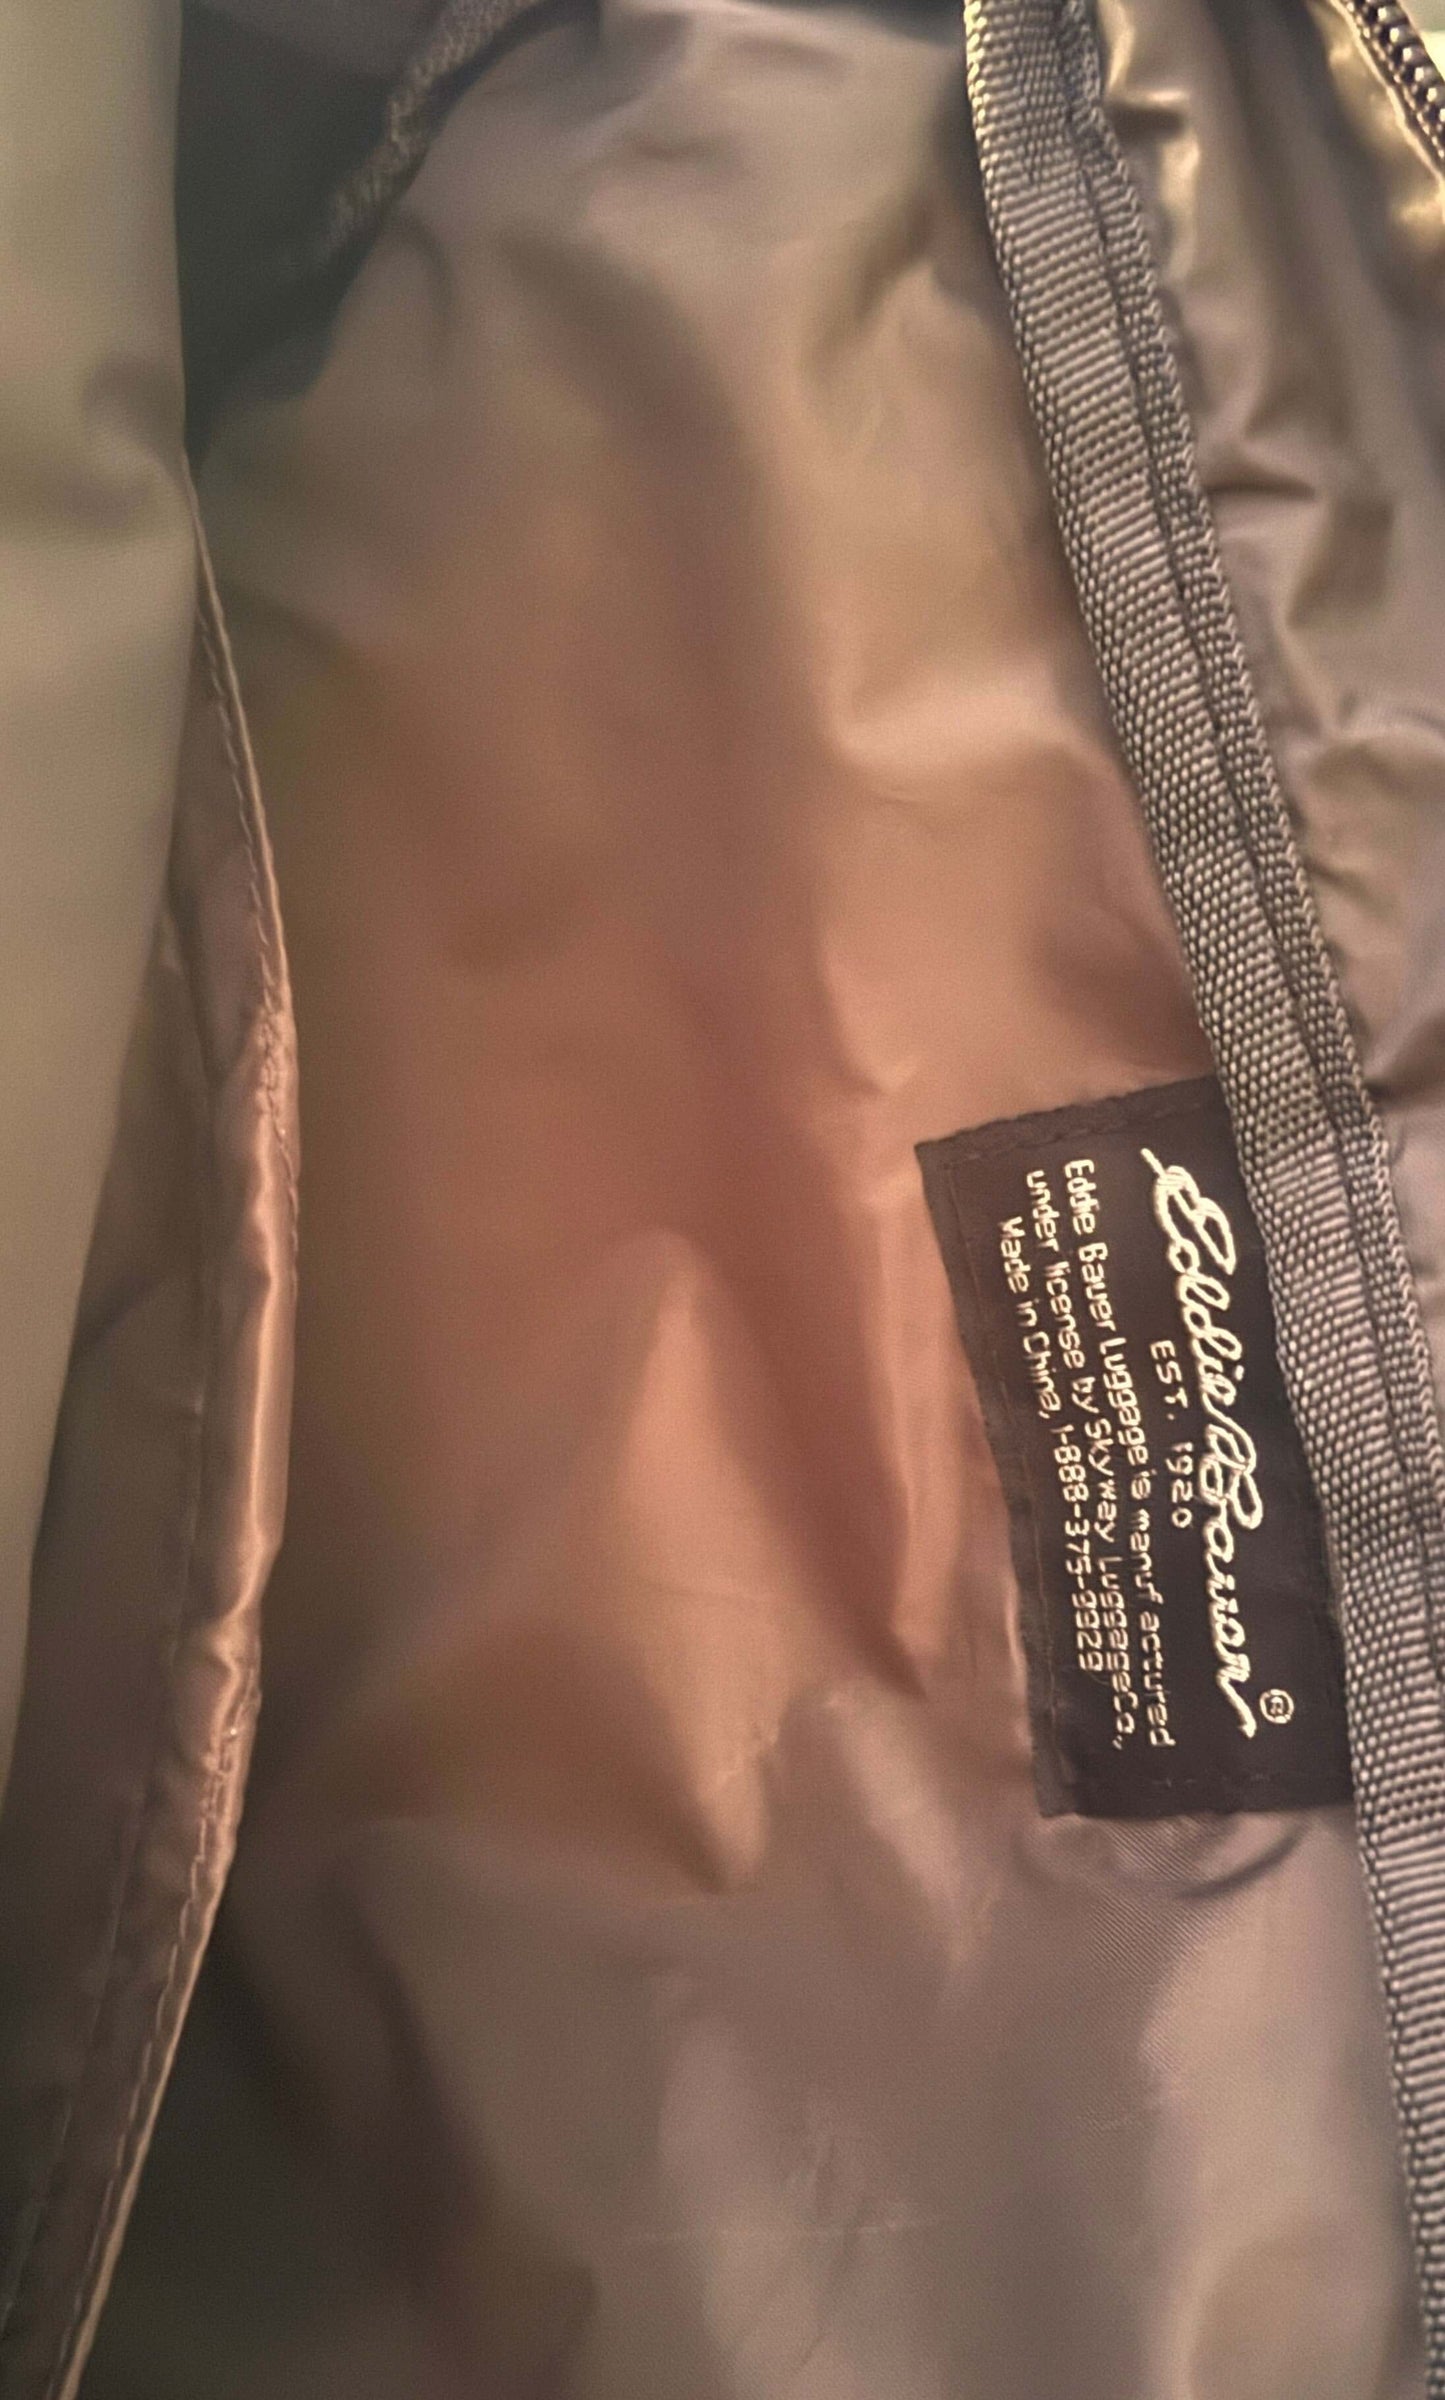 Eddie Bauer®
EST. 1920
Eddie Bauer Luggage is manufactured
under license by Skyway Luggage Co.,
Made in China, 1-888-375-9929